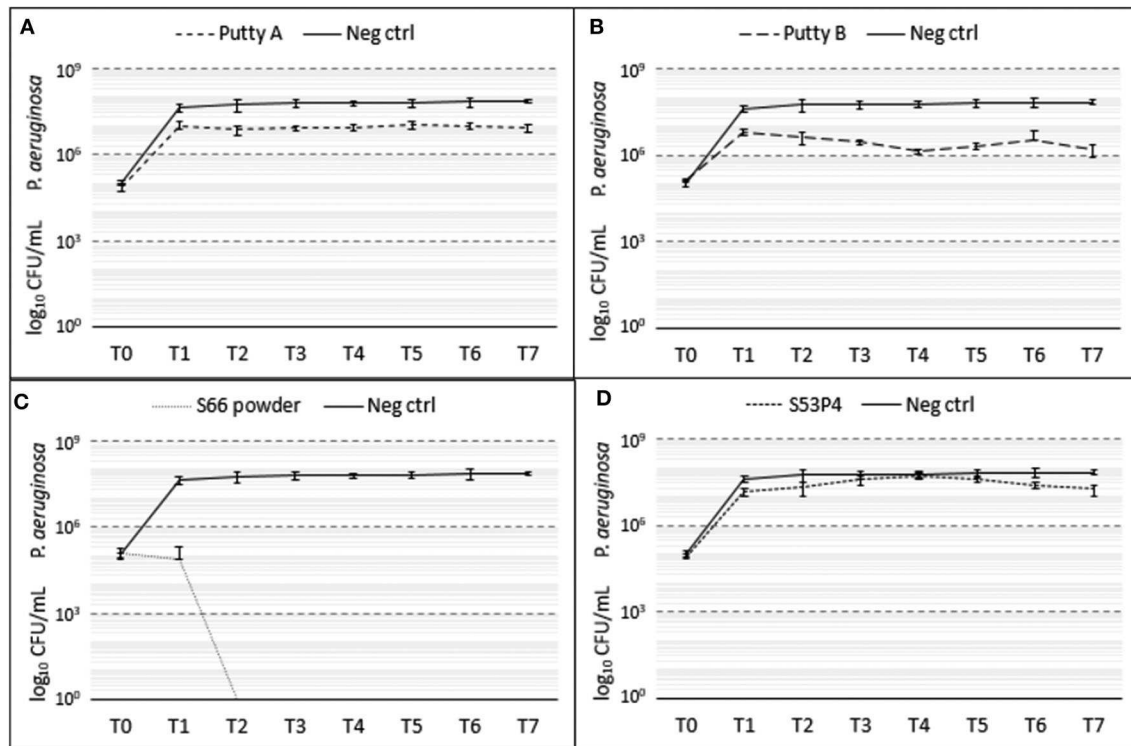 A
Putty A Neg ctrl
log₁₀ CFU/mL P. aeruginosa
10⁹
10⁶
10³
10⁰
T0 T1 T2 T3 T4 T5 T6 T7
B
Putty B Neg ctrl
log₁₀ CFU/mL P. aeruginosa
10⁹
10⁶
10³
10⁰
T0 T1 T2 T3 T4 T5 T6 T7
C
S66 powder Neg ctrl
log₁₀ CFU/mL P. aeruginosa
10⁹
10⁶
10³
10⁰
T0 T1 T2 T3 T4 T5 T6 T7
D
S53P4 Neg ctrl
log₁₀ CFU/mL P. aeruginosa
10⁹
10⁶
10³
10⁰
T0 T1 T2 T3 T4 T5 T6 T7